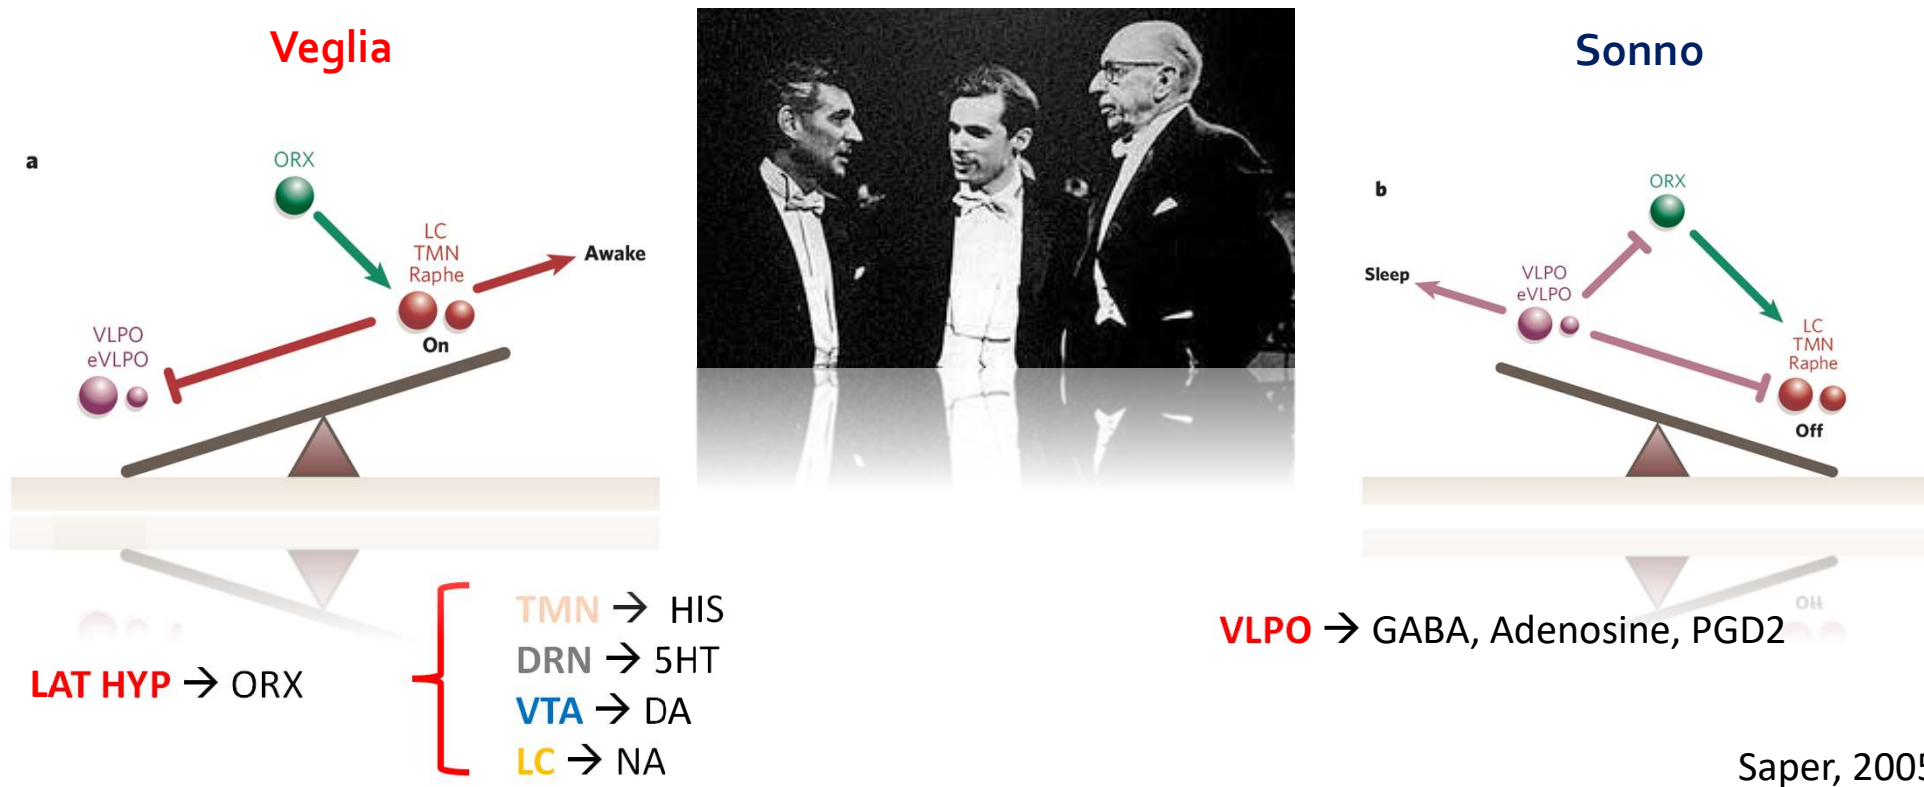 Veglia
Sonno
a
ORX
LC
TMN
Raphe
Awake
On
VLPO
eVLPO
b
ORX
Sleep
VLPO
eVLPO
LC
TMN
Raphe
Off
LAT HYP → ORX
TMN → HIS
DRN → 5HT
VTA → DA
LC → NA
VLPO → GABA, Adenosine, PGD2
Saper, 2005